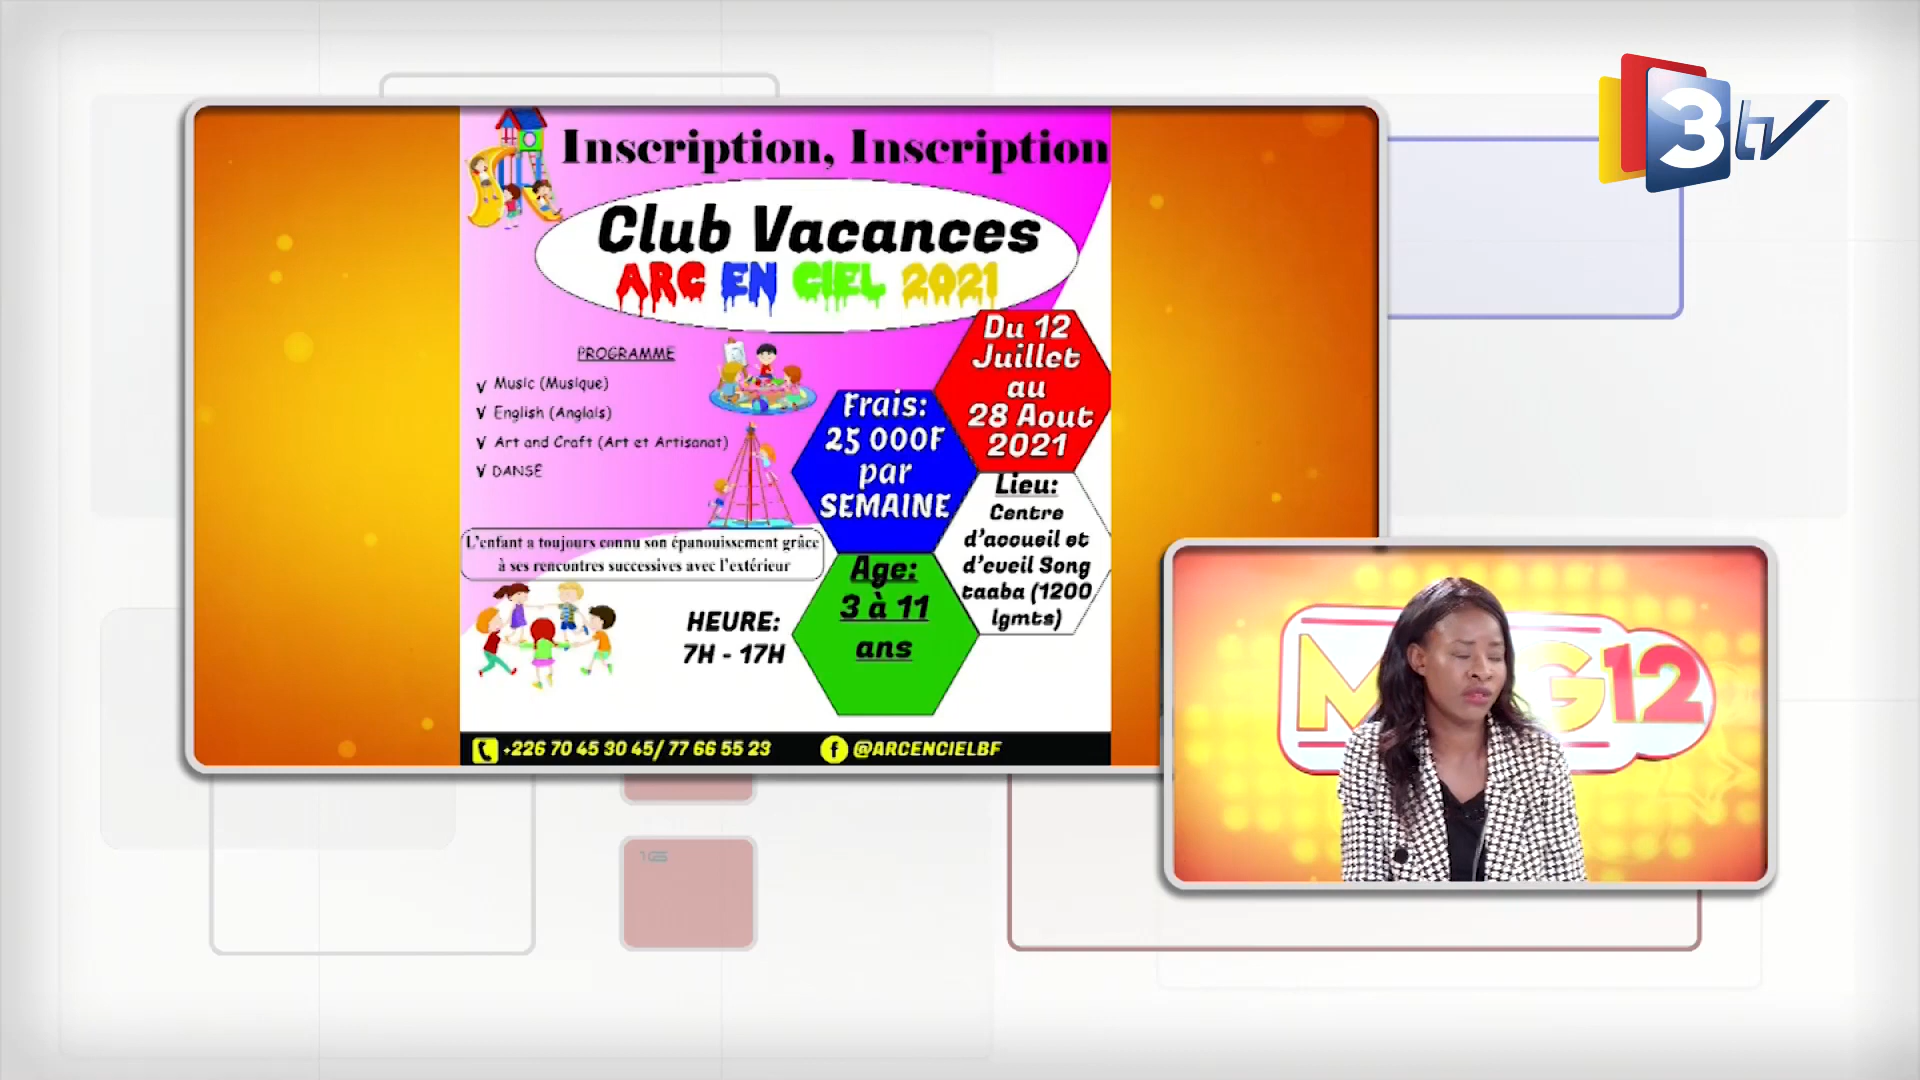 3tv
Inscription, Inscription
Club Vacances
ARC EN CIEL 2021
PROGRAMME
Music (Musique)
English (Anglais)
Art and Craft (Art et Artisanat)
DANSE
L'enfant a toujours connu son épanouissement grâce
à ses rencontres successives avec l'extérieur
HEURE:
7H - 17H
Frais:
25 000F
par
SEMAINE
Du 12
Juillet
au
28 Aout
2021
Lieu:
Centre
d'accueil et
d'eveil Song
taaba (1200
lgmts)
Age:
3 à 11
ans
+226 70 45 30 45/ 77 66 55 23
@ARCENCIELBF
12